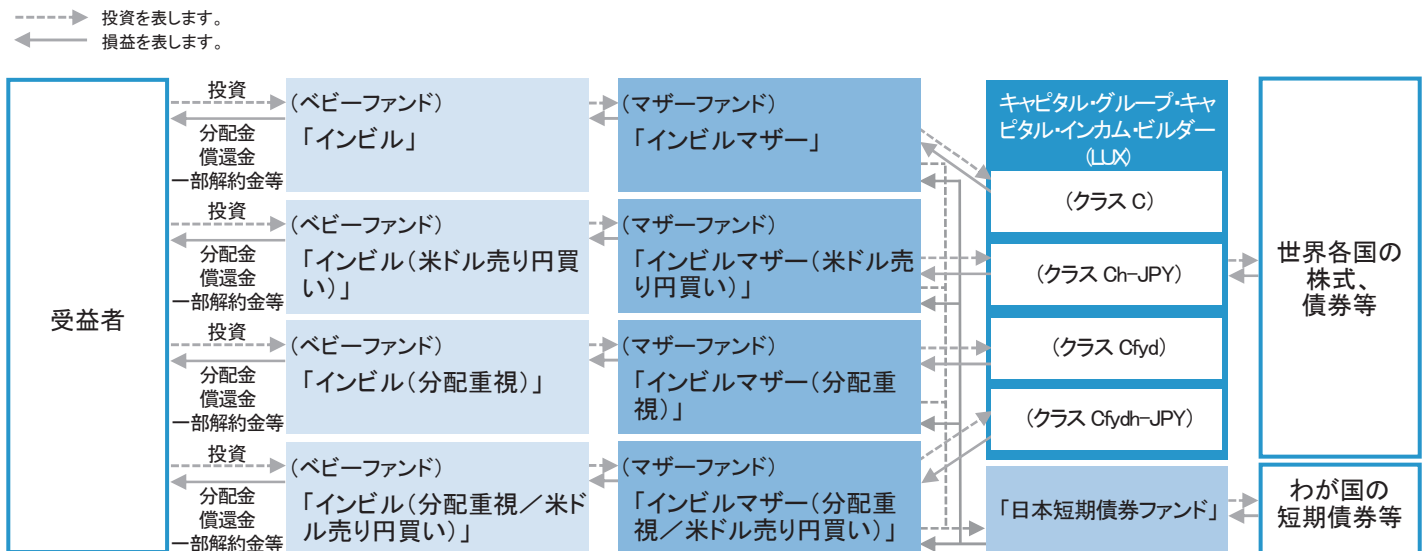 投資を表します。
損益を表します。
受益者
投資
分配金
償還金
一部解約金等
(ベビーファンド)
「インビル」
(マザーファンド)
「インビルマザー」
投資
分配金
償還金
一部解約金等
(ベビーファンド)
「インビル(米ドル売り円買
い)」
(マザーファンド)
「インビルマザー(米ドル売
り円買い)」
投資
分配金
償還金
一部解約金等
(ベビーファンド)
「インビル(分配重視)」
(マザーファンド)
「インビルマザー(分配重
視)」
投資
分配金
償還金
一部解約金等
(ベビーファンド)
「インビル(分配重視/米ド
ル売り円買い)」
(マザーファンド)
「インビルマザー(分配重
視/米ドル売り円買い)」
キャピタル・グループ・キャ
ピタル・インカム・ビルダー
(LUX)
(クラス C)
(クラス Ch-JPY)
(クラス Cfyd)
(クラス Cfydh-JPY)
「日本短期債券ファンド」
世界各国の
株式、
債券等
わが国の
短期債券等